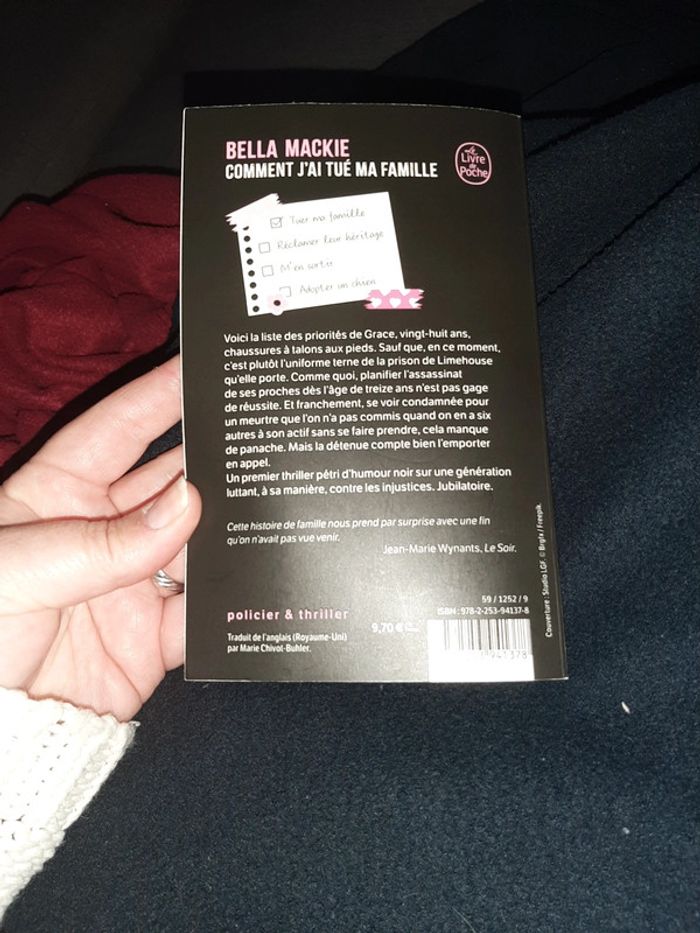 BELLA MACKIE
COMMENT J'AI TUÉ MA FAMILLE
Le
Livre
de
Poche
Tuer ma famille
Réclamer leur héritage
M'en sortir
Adopter un chien
Voici la liste des priorités de Grace, vingt-huit ans,
chaussures à talons aux pieds. Sauf que, en ce moment,
c'est plutôt l'uniforme terne de la prison de Limehouse
qu'elle porte. Comme quoi, planifier l'assassinat
de ses proches dès l'âge de treize ans n'est pas gage
de réussite. Et franchement, se voir condamnée pour
un meurtre que l'on n'a pas commis quand on en a six
autres à son actif sans se faire prendre, cela manque
de panache. Mais la détenue compte bien l'emporter
en appel.
Un premier thriller pétri d'humour noir sur une génération
luttant, à sa manière, contre les injustices. Jubilatoire.
Cette histoire de famille nous prend par surprise avec une fin
qu'on n'avait pas vue venir.
Jean-Marie Wynants, Le Soir.
policier & thriller
Traduit de l'anglais (Royaume-Uni)
par Marie Chivot-Buhler.
9,70 €
59 / 1252 / 9
ISBN : 978-2-253-94137-8
941378
Couverture : Studio LGF. © Brgfx / Freepik.